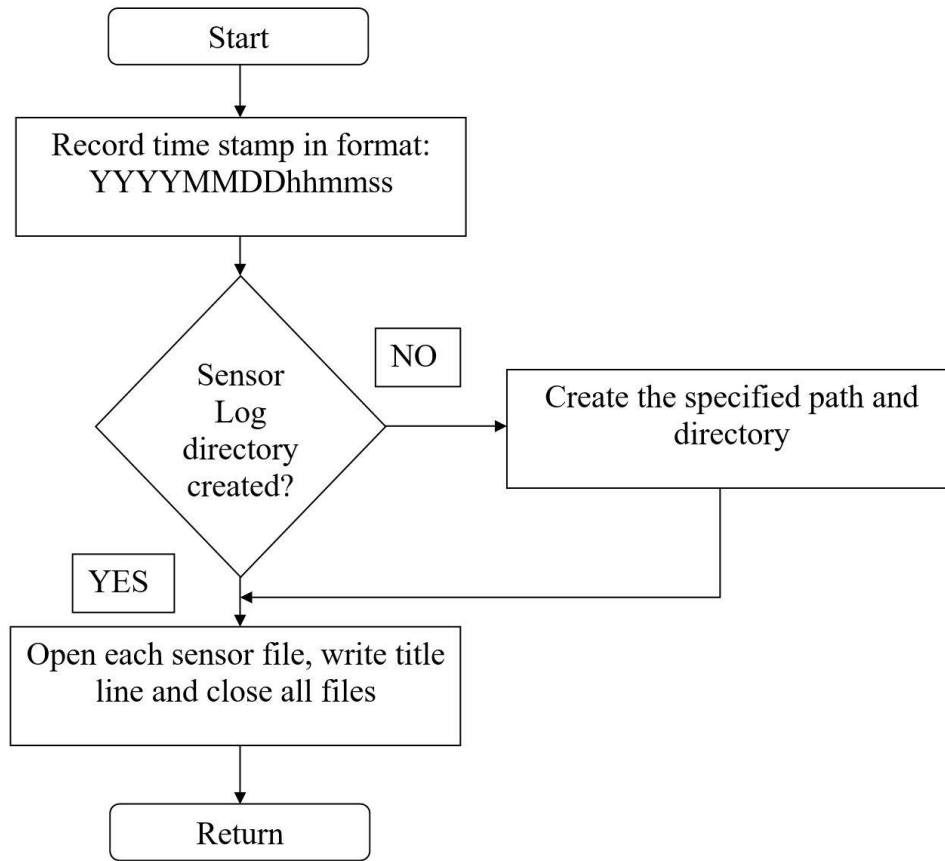 Start
Record time stamp in format:
YYYYMMDDhhmmss
Sensor
Log
directory
created?
NO
Create the specified path and
directory
YES
Open each sensor file, write title
line and close all files
Return